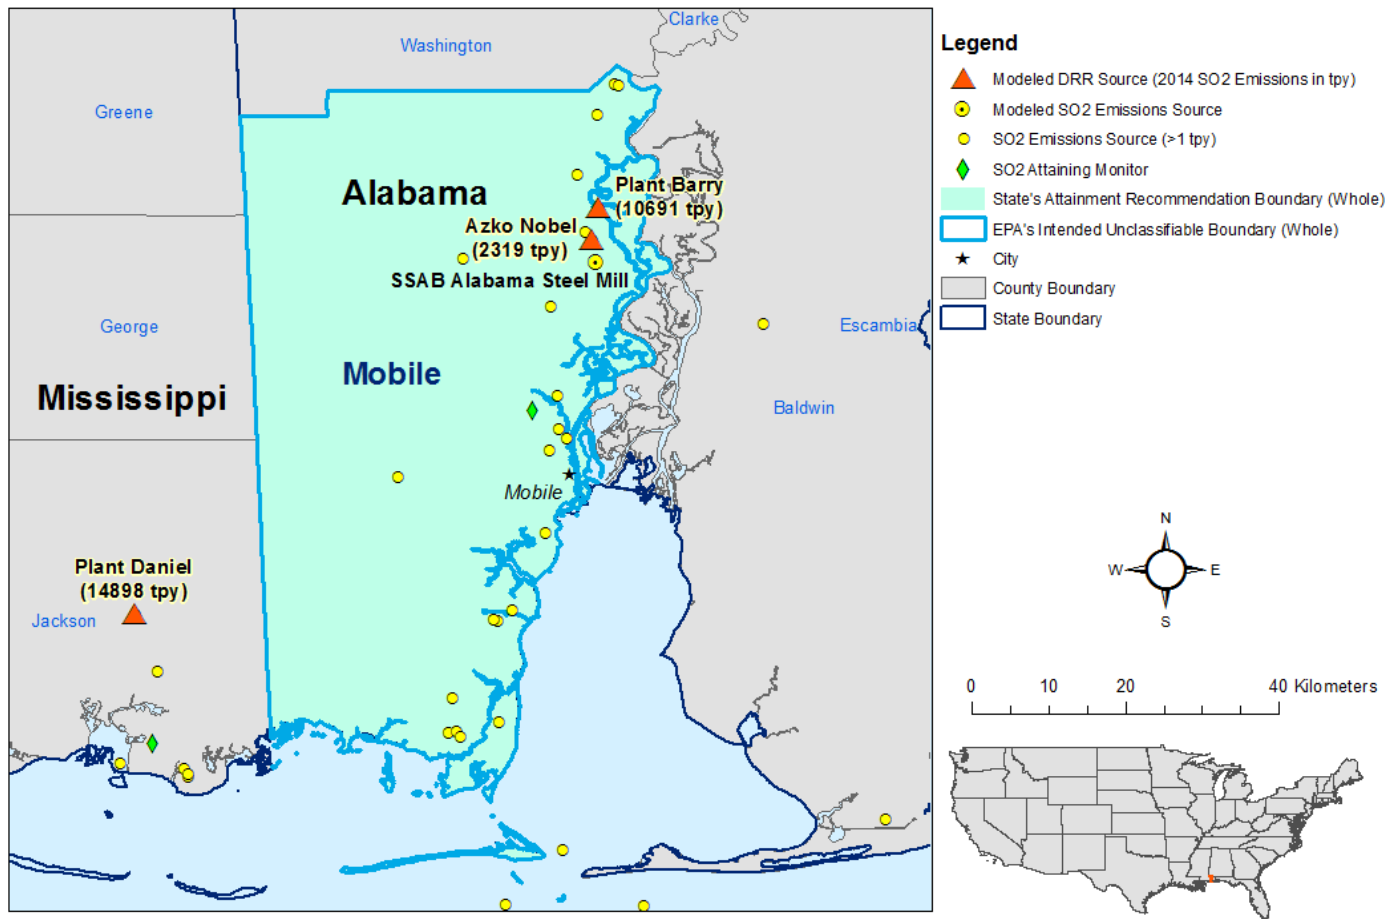 Clarke
Washington
Greene
Alabama
Plant Barry
(10691 tpy)
Azko Nobel
(2319 tpy)
SSAB Alabama Steel Mill
George
Escambia
Mobile
Mississippi
Baldwin
Mobile
Plant Daniel
(14898 tpy)
Jackson
Legend
Modeled DRR Source (2014 SO2 Emissions in tpy)
Modeled SO2 Emissions Source
SO2 Emissions Source (>1 tpy)
SO2 Attaining Monitor
State's Attainment Recommendation Boundary (Whole)
EPA's Intended Unclassifiable Boundary (Whole)
City
County Boundary
State Boundary
N
W E
S
0 10 20 40 Kilometers